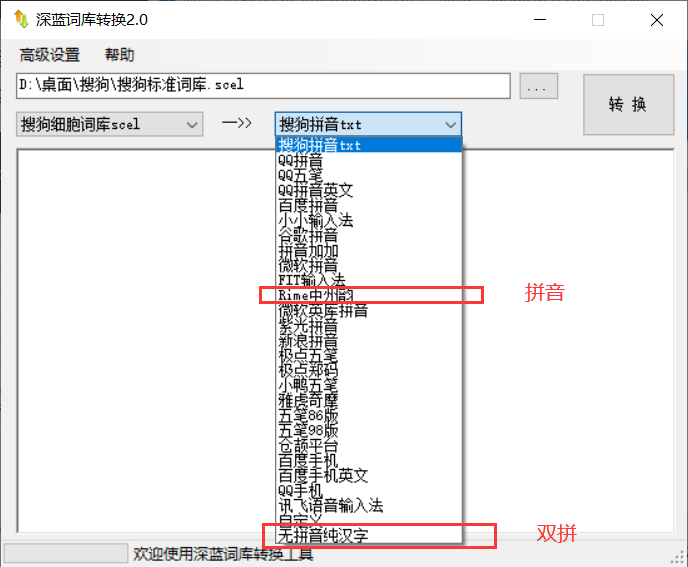 深蓝词库转换2.0
高级设置 帮助
D:\桌面\搜狗\搜狗标准词库.scel
...
转 换
搜狗细胞词库scel
—>>
搜狗拼音txt
搜狗拼音txt
QQ拼音
QQ五笔
QQ拼音英文
百度拼音
小小输入法
谷歌拼音
拼音加加
微软拼音
FIT输入法
Rime中州韵
拼音
微软英库拼音
紫光拼音
新浪拼音
极点五笔
极点郑码
小鸭五笔
雅虎奇摩
五笔86版
五笔98版
仓颉平台
百度手机
百度手机英文
QQ手机
讯飞语音输入法
自定义
无拼音纯汉字
双拼
欢迎使用深蓝词库转换工具